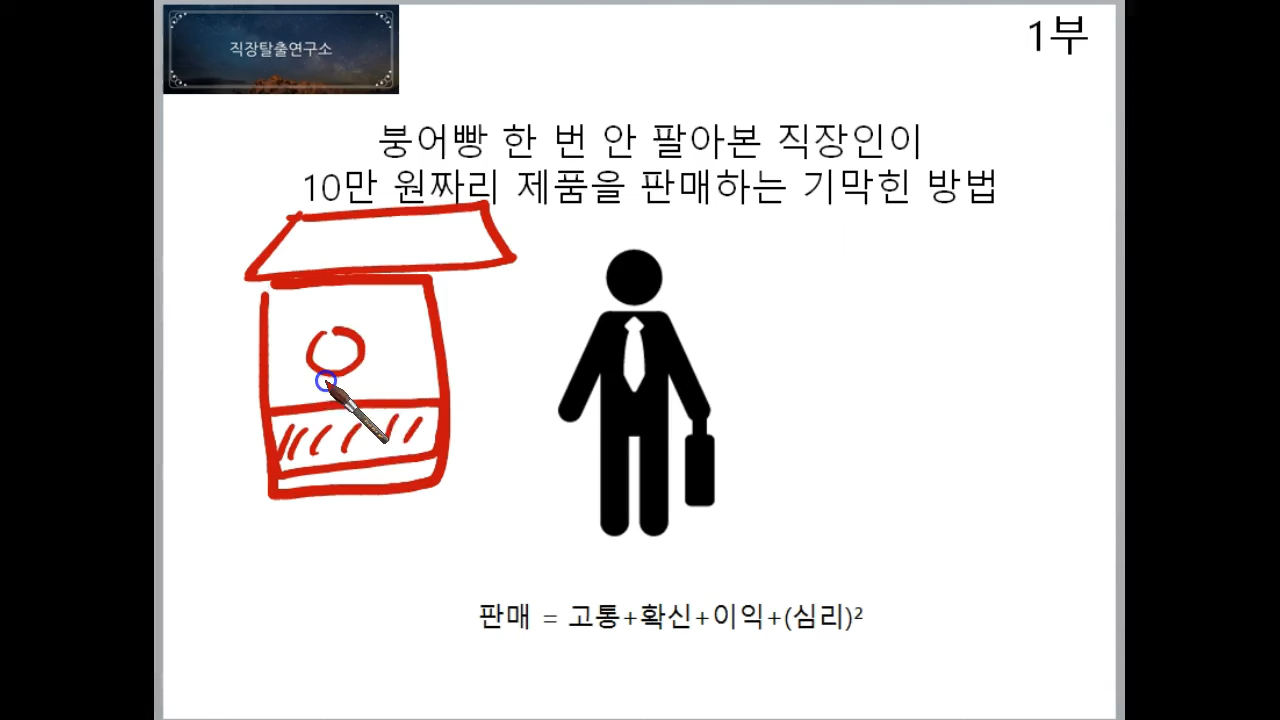 직장탈출연구소
1부
붕어빵 한 번 안 팔아본 직장인이
10만 원짜리 제품을 판매하는 기막힌 방법
판매 = 고통+확신+이익+(심리)²